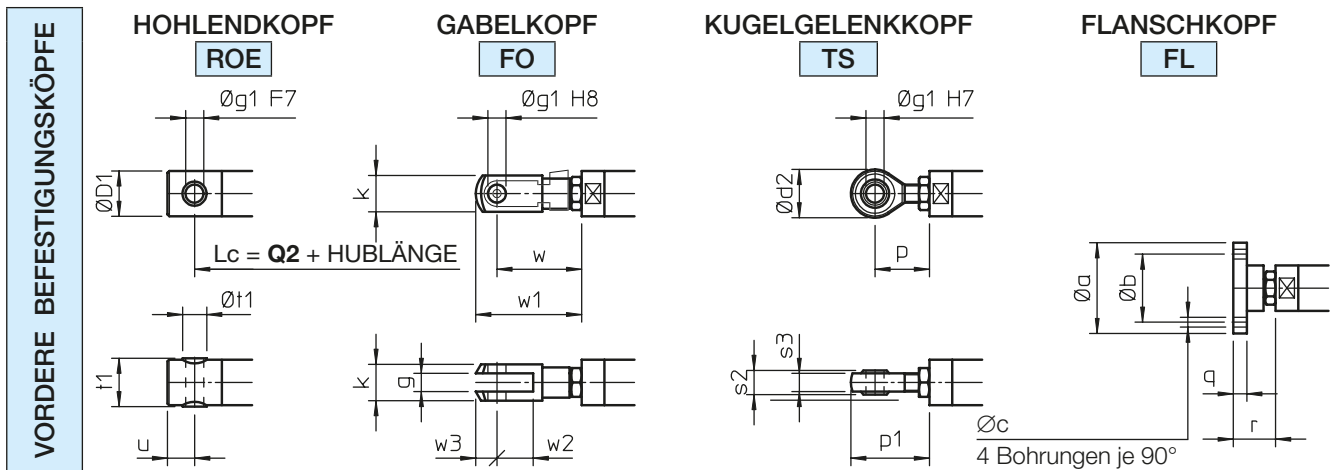 VORDERE BEFESTIGUNGSKÖPFE
HOHLENDKOPF
ROE
Øg1 F7
ØD1
Lc = Q2 + HUBLÄNGE
Øt1
t1
u
GABELKOPF
FO
Øg1 H8
k
w
w1
k
g
w3
w2
KUGELGELENKKOPF
TS
Øg1 H7
Ød2
p
s3
s2
p1
FLANSCHKOPF
FL
Øa
Øb
q
r
Øc
4 Bohrungen je 90°